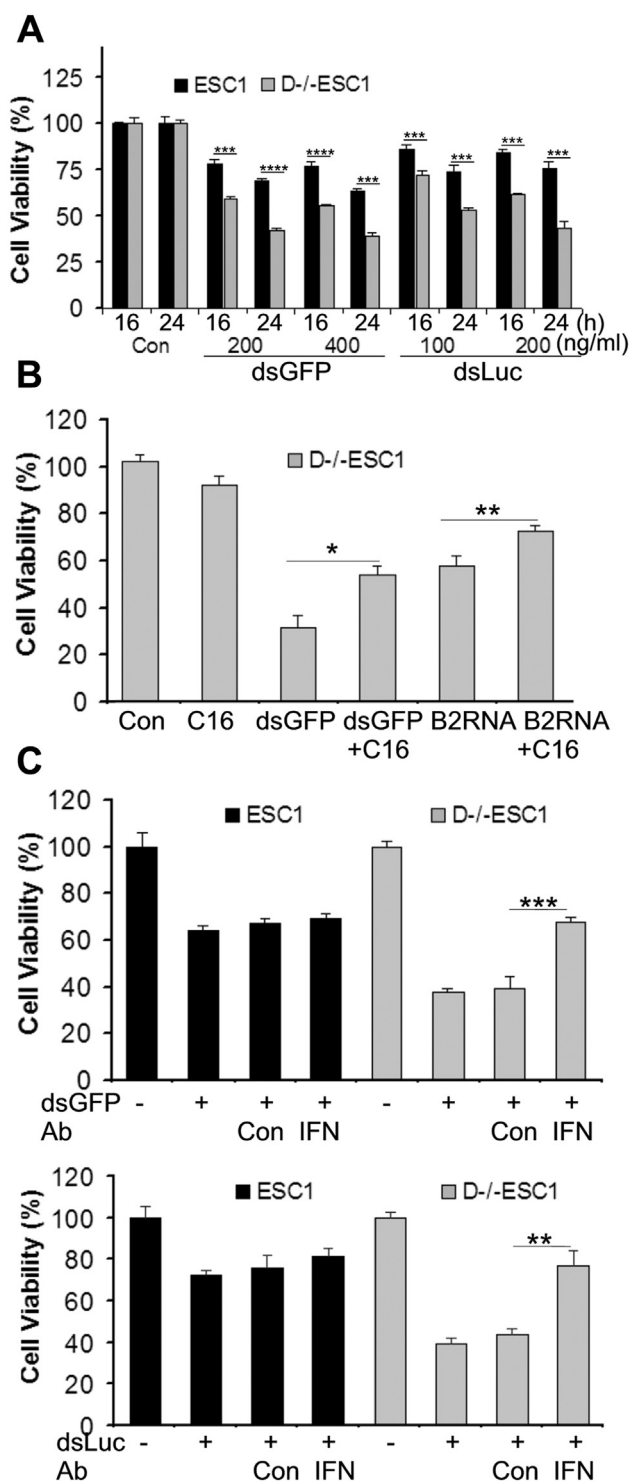 A
Cell Viability (%)
125
100
75
50
25
0
ESC1 D-/-ESC1
*** **** **** *** *** *** *** ***
16 24 16 24 16 24 16 24 16 24 (h)
Con 200 400 100 200 (ng/ml)
dsGFP dsLuc
B
Cell Viability (%)
120
100
80
60
40
20
0
D-/-ESC1
* **
Con C16 dsGFP dsGFP B2RNA B2RNA
+C16 +C16
C
Cell Viability (%)
120
100
80
60
40
20
0
ESC1 D-/-ESC1
***
dsGFP - + + + - + + +
Ab Con IFN Con IFN
Cell Viability (%)
120
100
80
60
40
20
0
ESC1 D-/-ESC1
**
dsLuc - + + + - + + +
Ab Con IFN Con IFN